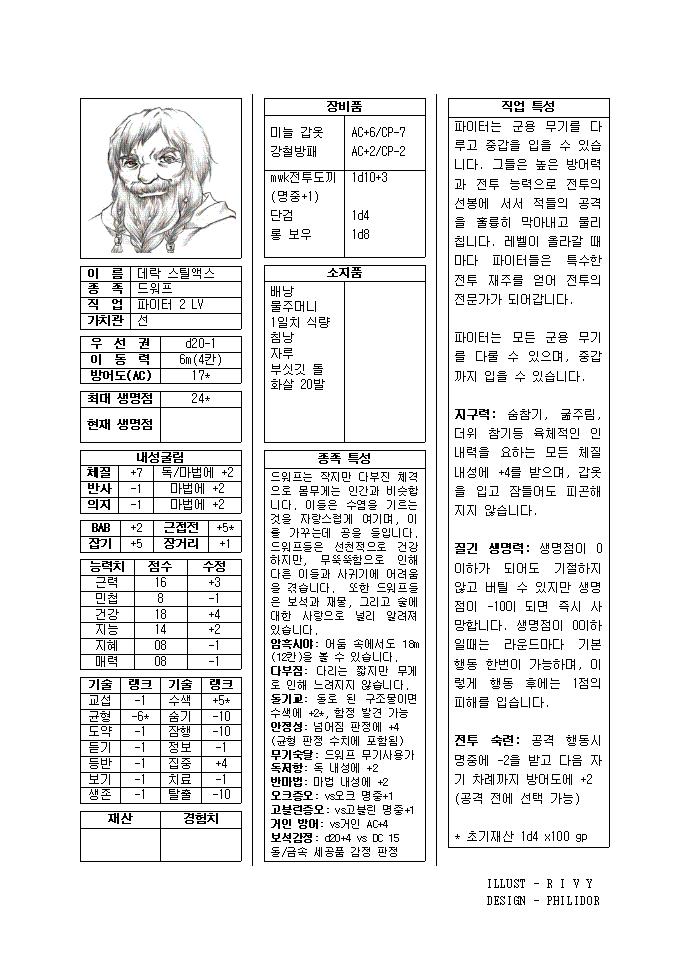 이 름 데락 스틸액스
종 족 드워프
직 업 파이터 2 LV
가치관 선
우 선 권 d20-1
이 동 력 6m(4칸)
방어도(AC) 17*
최대 생명점 24*
현재 생명점
내성굴림
체질 +7 독/마법에 +2
반사 -1 마법에 +2
의지 -1 마법에 +2
BAB +2 근접전 +5*
잡기 +5 장거리 +1
능력치 점수 수정
근력 16 +3
민첩 8 -1
건강 18 +4
지능 14 +2
지혜 08 -1
매력 08 -1
기술 랭크 기술 랭크
교섭 -1 수색 +5*
균형 -6* 숨기 -10
도약 -1 잠행 -10
듣기 -1 정보 -1
등반 -1 집중 +4
보기 -1 치료 -1
생존 -1 탈출 -10
재산 경험치
장비품
미늘 갑옷 AC+6/CP-7
강철방패 AC+2/CP-2
mwk전투도끼 1d10+3
(명중+1)
단검 1d4
롱 보우 1d8
소지품
배낭
물주머니
1일치 식량
침낭
자루
부싯깃 돌
화살 20발
종족 특성
드워프는 작지만 다부진 체격
으로 몸무게는 인간과 비슷합
니다. 이들은 수염을 기르는
것을 자랑스럽게 여기며, 이
를 가꾸는데 공을 들입니다.
드워프들은 선천적으로 건강
하지만, 무뚝뚝함으로 인해
다른 이들과 사귀기에 어려움
을 겪습니다. 또한 드워프들
은 보석과 재물, 그리고 술에
대한 사랑으로 널리 알려져
있습니다.
암흑시야: 어둠 속에서도 18m
(12칸)을 볼 수 있습니다.
다부짐: 다리는 짧지만 무게
로 인해 느려지지 않습니다.
돌기교: 돌로 된 구조물이면
수색에 +2*, 함정 발견 가능
안정성: 넘어짐 판정에 +4
(균형 판정 수치에 포함됨)
무기숙달: 드워프 무기사용가
독저항: 독 내성에 +2
반마법: 마법 내성에 +2
오크증오: vs오크 명중+1
고블린증오: vs고블린 명중+1
거인 방어: vs거인 AC+4
보석감정: d20+4 vs DC 15
돌/금속 세공품 감정 판정
직업 특성
파이터는 군용 무기를 다
루고 중갑을 입을 수 있습
니다. 그들은 높은 방어력
과 전투 능력으로 전투의
선봉에 서서 적들의 공격
을 훌륭히 막아내고 물리
칩니다. 레벨이 올라갈 때
마다 파이터들은 특수한
전투 재주를 얻어 전투의
전문가가 되어갑니다.
파이터는 모든 군용 무기
를 다룰 수 있으며, 중갑
까지 입을 수 있습니다.
지구력: 숨참기, 굶주림,
더위 참기등 육체적인 인
내력을 요하는 모든 체질
내성에 +4를 받으며, 갑옷
을 입고 잠들어도 피곤해
지지 않습니다.
질긴 생명력: 생명점이 0
이하가 되어도 기절하지
않고 버틸 수 있지만 생명
점이 -10이 되면 즉시 사
망합니다. 생명점이 0이하
일때는 라운드마다 기본
행동 한번이 가능하며, 이
렇게 행동 후에는 1점의
피해를 입습니다.
전투 숙련: 공격 행동시
명중에 -2를 받고 다음 자
기 차례까지 방어도에 +2
(공격 전에 선택 가능)
* 초기재산 1d4 x100 gp
ILLUST - R I V Y
DESIGN - PHILIDOR